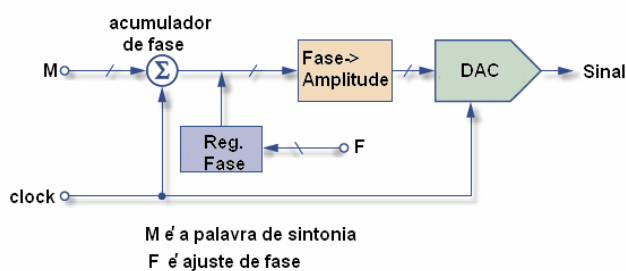 acumulador
de fase
M
Σ
Fase->
Amplitude
DAC
Sinal
Reg.
Fase
F
clock
M e' a palavra de sintonia
F e' ajuste de fase